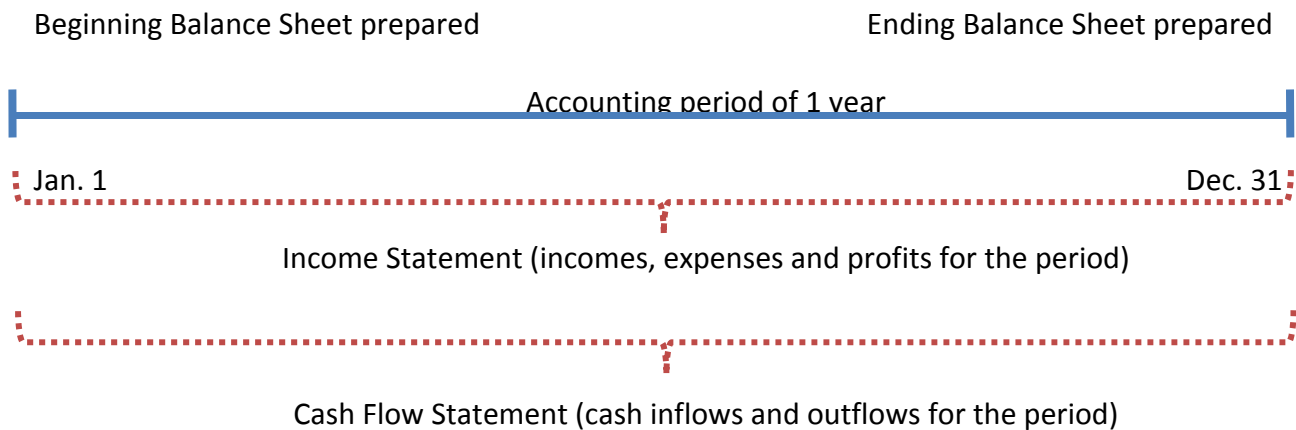 Beginning Balance Sheet prepared Ending Balance Sheet prepared
Accounting period of 1 year
Jan. 1 Dec. 31
Income Statement (incomes, expenses and profits for the period)
Cash Flow Statement (cash inflows and outflows for the period)